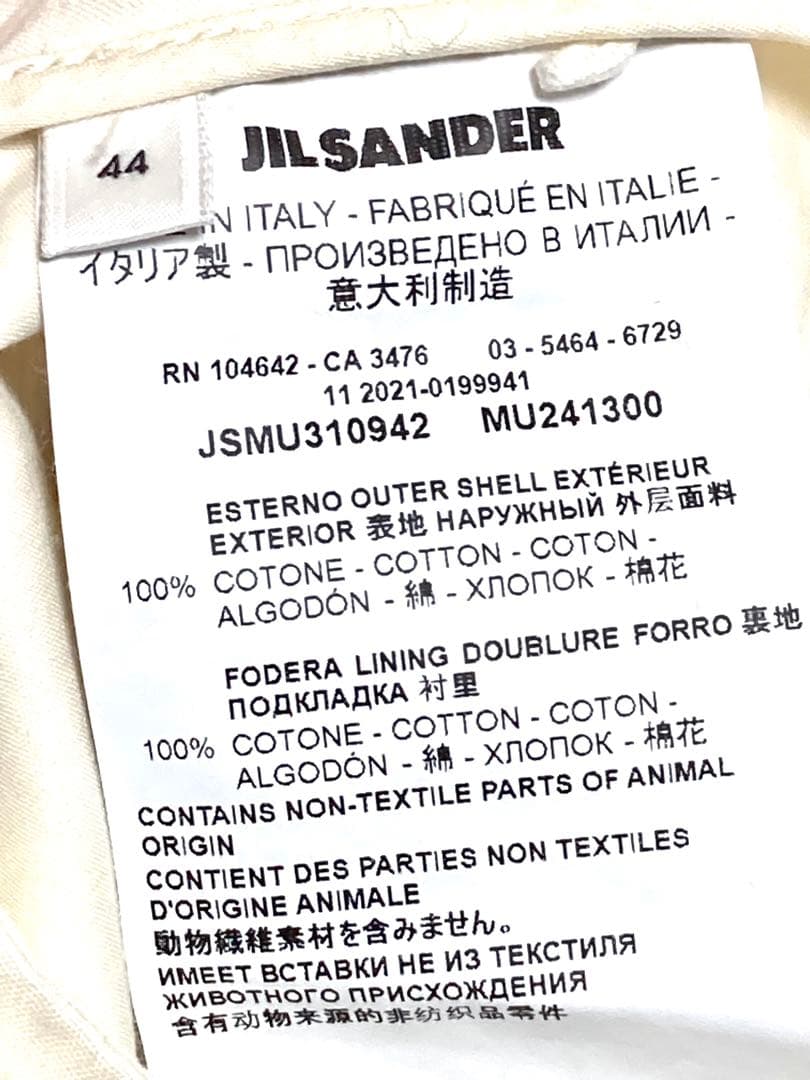 44
JIL SANDER
IN ITALY - FABRIQUÉ EN ITALIE -
イタリア製 - ПРОИЗВЕДЕНО В ИТАЛИИ -
意大利制造
RN 104642 - CA 3476 03 - 5464 - 6729
11 2021-0199941
JSMU310942 MU241300
ESTERNO OUTER SHELL EXTÉRIEUR
EXTERIOR 表地 НАРУЖНЫЙ 外层面料
100% COTONE - COTTON - COTON -
ALGODÓN - 綿 - ХЛОПОК - 棉花
FODERA LINING DOUBLURE FORRO 裏地
ПОДКЛАДКА 衬里
100% COTONE - COTTON - COTON -
ALGODÓN - 綿 - ХЛОПОК - 棉花
CONTAINS NON-TEXTILE PARTS OF ANIMAL
ORIGIN
CONTIENT DES PARTIES NON TEXTILES
D'ORIGINE ANIMALE
動物繊維素材を含みません。
ИМЕЕТ ВСТАВКИ НЕ ИЗ ТЕКСТИЛЯ
ЖИВОТНОГО ПРИСХОЖДЕНИЯ
含有动物来源的非纺织品零件